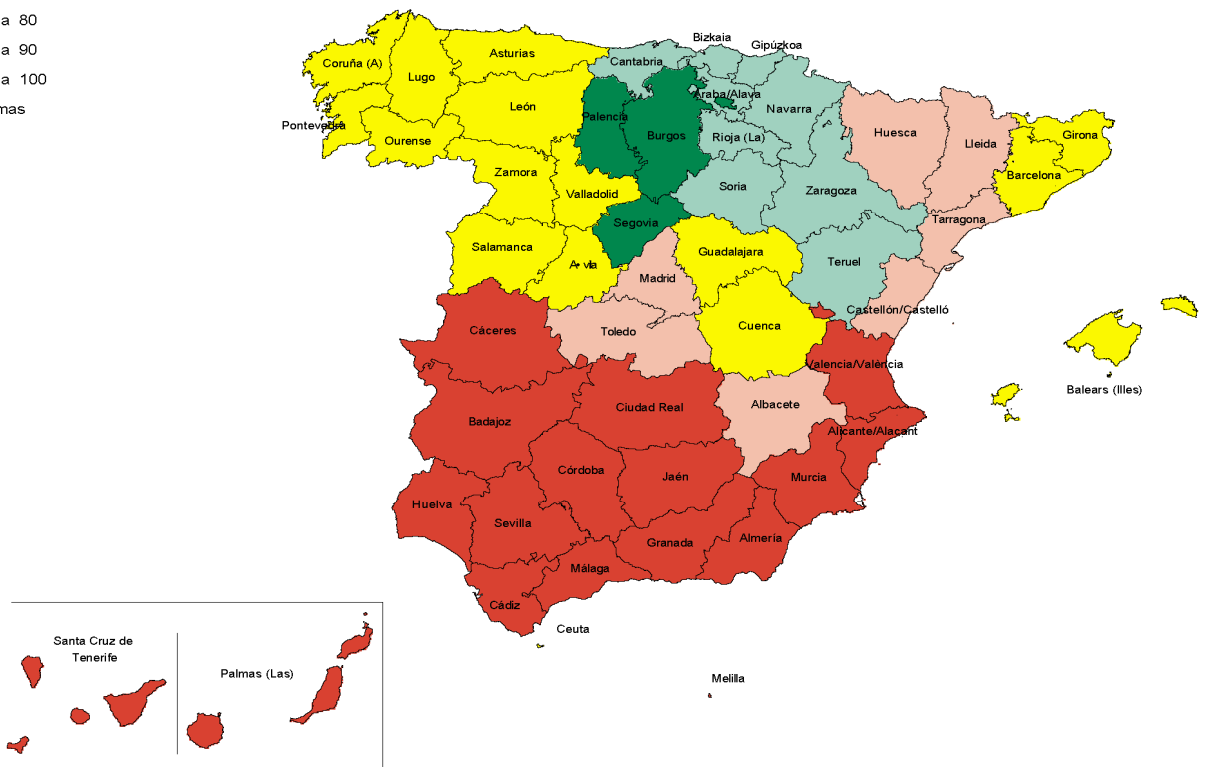 a 80
a 90
a 100
mas
Bizkaia
Gipúzkoa
Coruña (A)
Lugo
Asturias
Cantabria
León
Palencia
Burgos
Araba/Alava
Navarra
Pontevedra
Ourense
Rioja (La)
Huesca
Lleida
Girona
Barcelona
Zamora
Valladolid
Soria
Zaragoza
Segovia
Tarragona
Salamanca
A vila
Guadalajara
Teruel
Madrid
Castellón/Castelló
Cáceres
Toledo
Cuenca
Valencia/València
Balears (Illes)
Badajoz
Ciudad Real
Albacete
Alicante/Alacant
Córdoba
Jaén
Murcia
Huelva
Sevilla
Granada
Almería
Málaga
Cádiz
Ceuta
Santa Cruz de
Tenerife
Palmas (Las)
Melilla